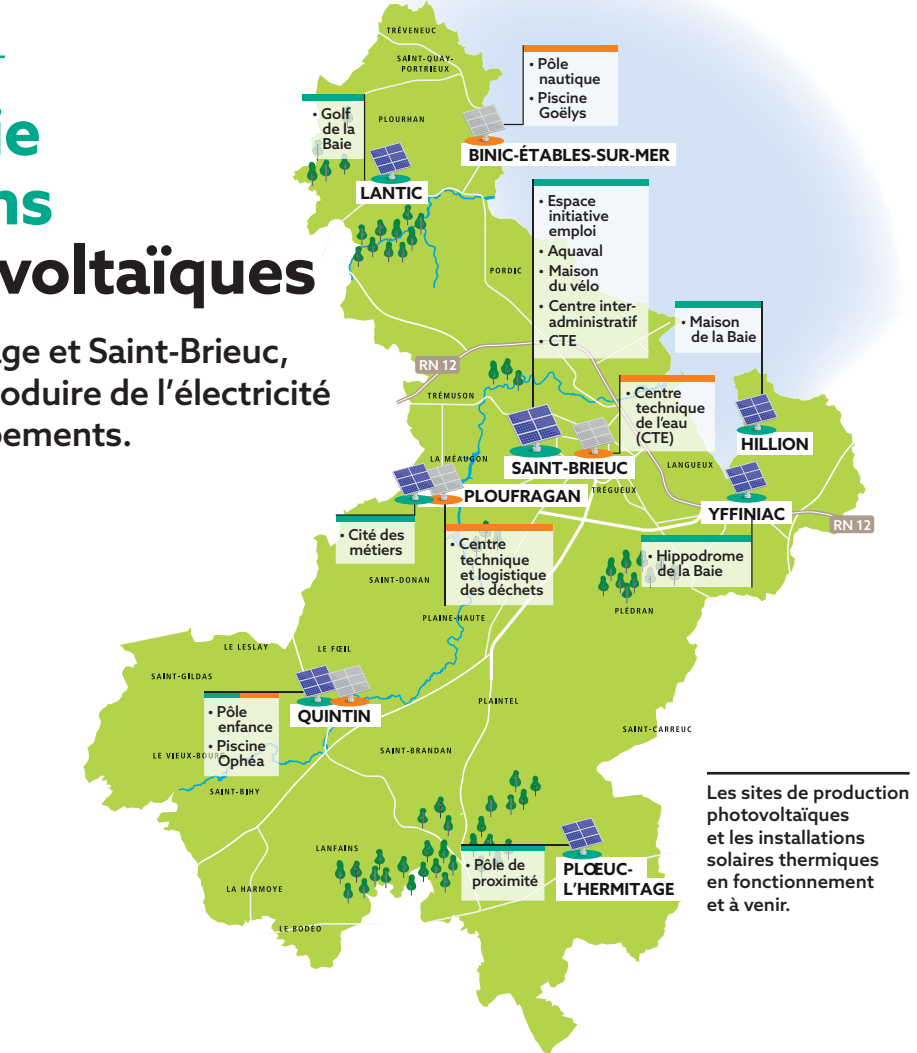 ie
ns
voltaïques
age et Saint-Brieuc,
oduire de l'électricité
pements.
TRÉVENEUC
SAINT-QUAY-
PORTRIEUX
• Pôle
nautique
• Piscine
Goëlys
• Golf
de la
Baie
PLOURHAN
BINIC-ÉTABLES-SUR-MER
LANTIC
• Espace
initiative
emploi
• Aquaval
• Maison
du vélo
• Centre inter-
administratif
• CTE
PORDIC
• Maison
de la Baie
RN 12
TRÉMUSON
• Centre
technique
de l'eau
(CTE)
HILLION
LA MÉAUGON
SAINT-BRIEUC
LANGUEUX
TRÉGUEUX
PLOUFRAGAN
YFFINIAC
RN 12
• Cité des
métiers
• Centre
technique
et logistique
des déchets
• Hippodrome
de la Baie
SAINT-DONAN
PLÉDRAN
PLAINE-HAUTE
LE LESLAY
LE FŒIL
SAINT-GILDAS
QUINTIN
• Pôle
enfance
• Piscine
Ophéa
PLAINTEL
SAINT-CARREUC
LE VIEUX-BOURG
SAINT-BRANDAN
SAINT-BIHY
LANFAINS
• Pôle de
proximité
PLŒUC-
L'HERMITAGE
LA HARMOYE
LE BODÉO
Les sites de production
photovoltaïques
et les installations
solaires thermiques
en fonctionnement
et à venir.